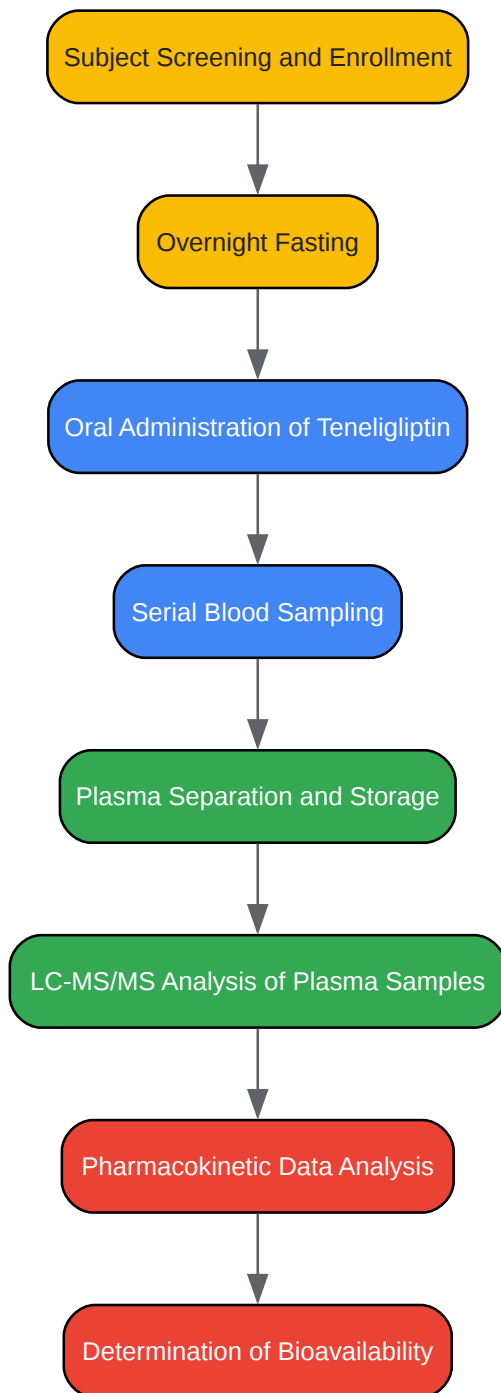 Subject Screening and Enrollment
Overnight Fasting
Oral Administration of Teneligliptin
Serial Blood Sampling
Plasma Separation and Storage
LC-MS/MS Analysis of Plasma Samples
Pharmacokinetic Data Analysis
Determination of Bioavailability